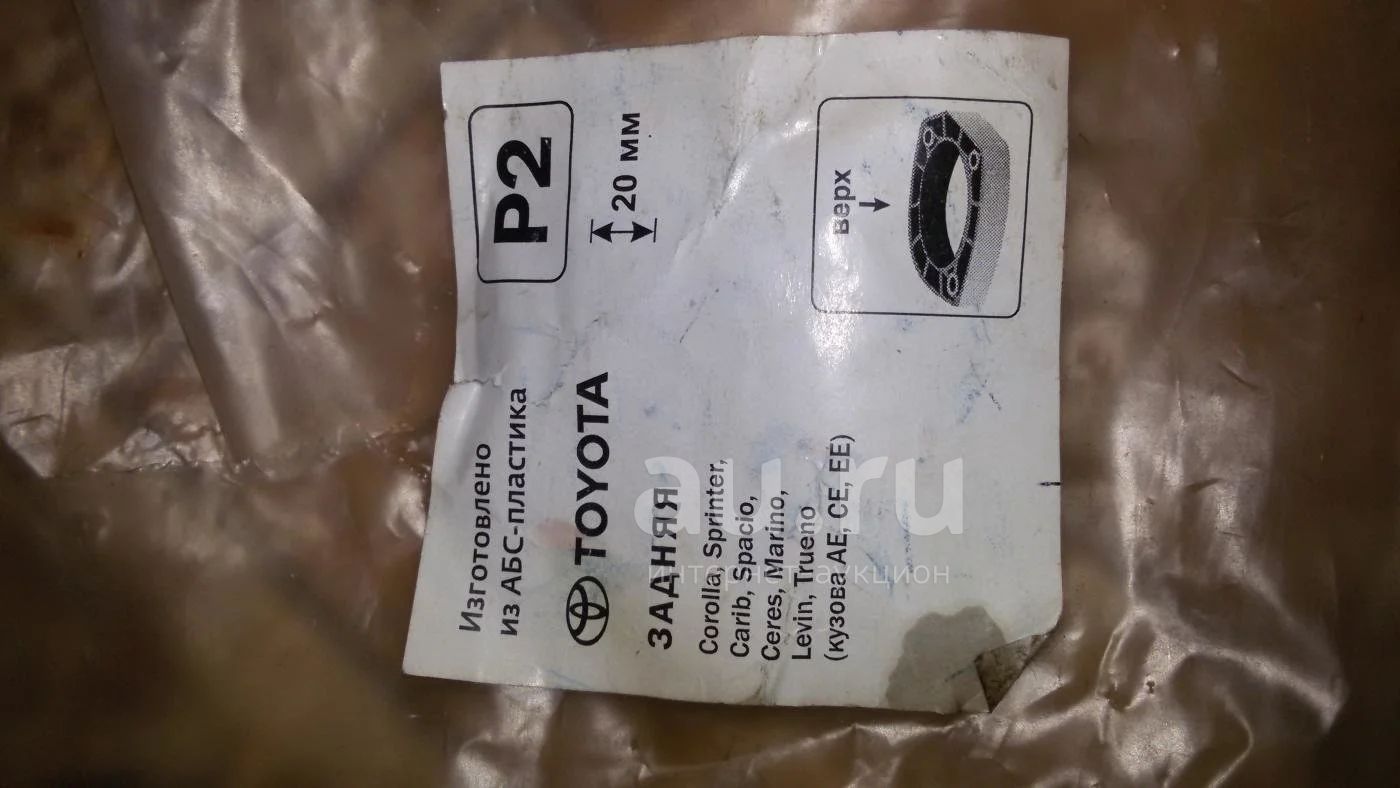 Изготовлено
из АБС-пластика
P2
TOYOTA
20 мм
ЗАДНЯЯ
Corolla, Sprinter,
Carib, Spacio,
Ceres, Marino,
Levin, Trueno
(кузова AE, CE, EE)
верх
au.ru
интернет-аукцион